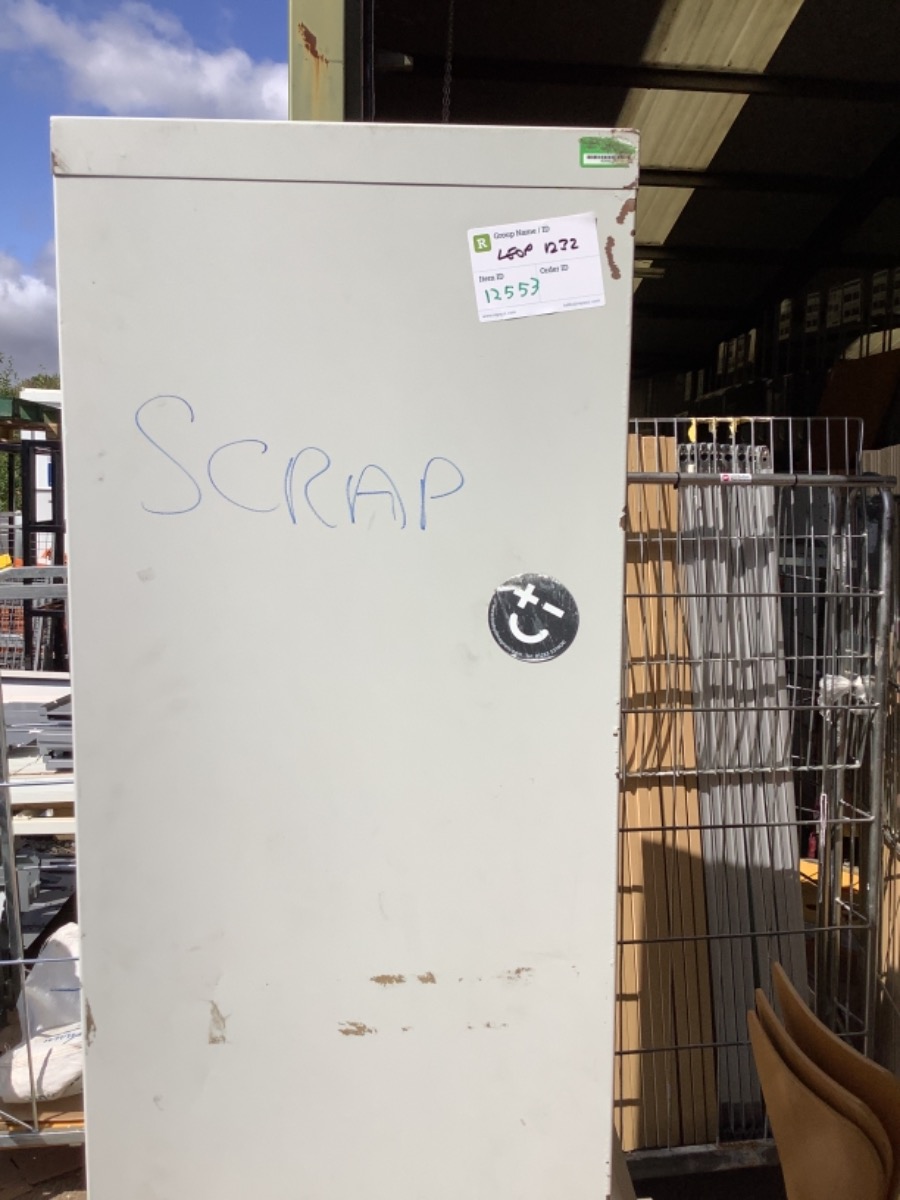 R
Group Name / ID
LEOP 1232
Item ID
Order ID
12553
SCRAP